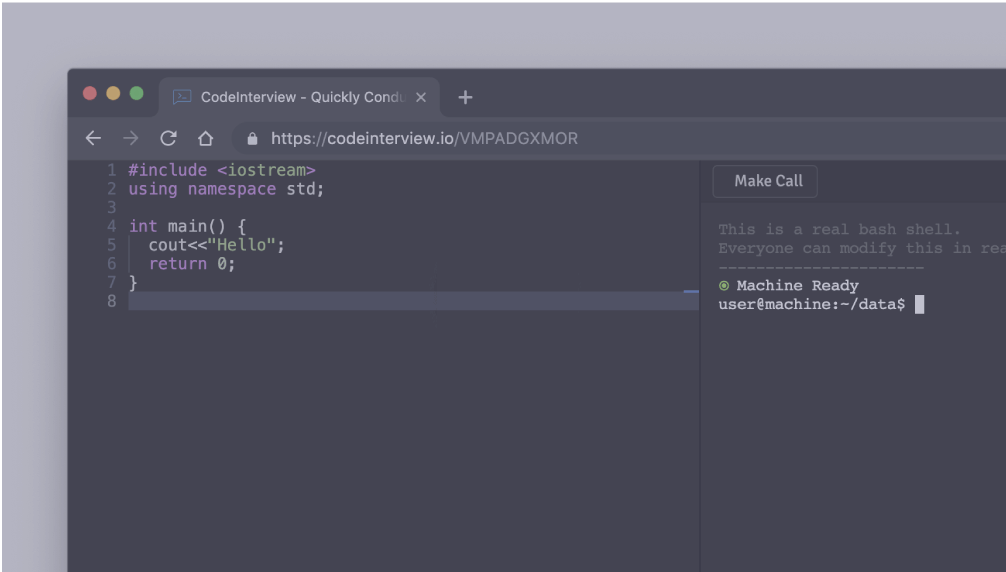 CodeInterview - Quickly Condu
https://codeinterview.io/VMPADGXMOR
1 #include <iostream>
2 using namespace std;
3
4 int main() {
5 cout<<"Hello";
6 return 0;
7 }
8
Make Call
This is a real bash shell.
Everyone can modify this in rea
----------------------
Machine Ready
user@machine:~/data$